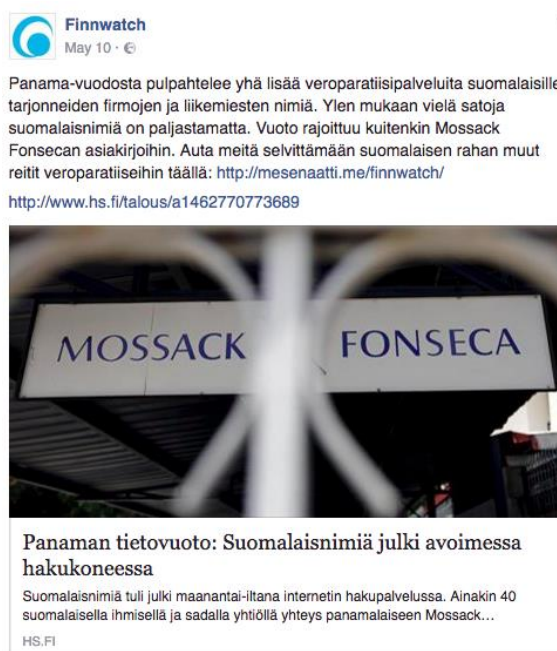 Finnwatch
May 10 ·
Panama-vuodosta pulpahtelee yhä lisää veroparatiisipalveluita suomalaisille
tarjonneiden firmojen ja liikemiesten nimiä. Ylen mukaan vielä satoja
suomalaisnimiä on paljastamatta. Vuoto rajoittuu kuitenkin Mossack
Fonsecan asiakirjoihin. Auta meitä selvittämään suomalaisen rahan muut
reitit veroparatiiseihin täällä: http://mesenaatti.me/finnwatch/
http://www.hs.fi/talous/a1462770773689
MOSSACK FONSECA
Panaman tietovuoto: Suomalaisnimiä julki avoimessa
hakukoneessa
Suomalaisnimiä tuli julki maanantai-iltana internetin hakupalvelussa. Ainakin 40
suomalaisella ihmisellä ja sadalla yhtiöllä yhteys panamalaiseen Mossack...
HS.FI